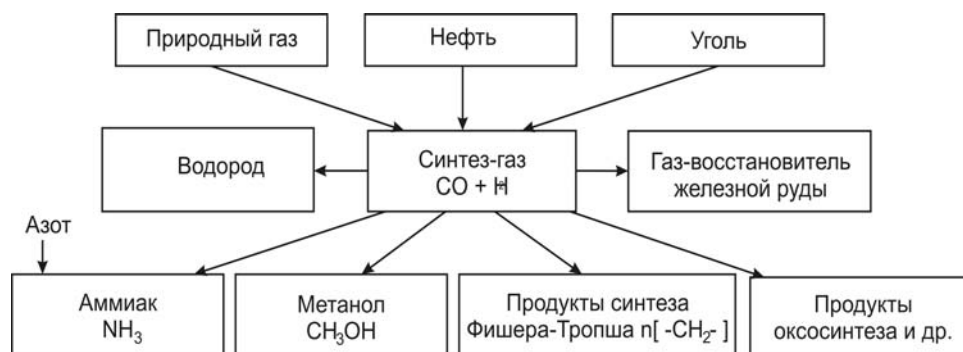 Природный газ
Нефть
Уголь
Водород
Синтез-газ
CO + H₂
Газ-восстановитель
железной руды
Азот
Аммиак
NH₃
Метанол
CH₃OH
Продукты синтеза
Фишера-Тропша n[ -CH₂- ]
Продукты
оксосинтеза и др.